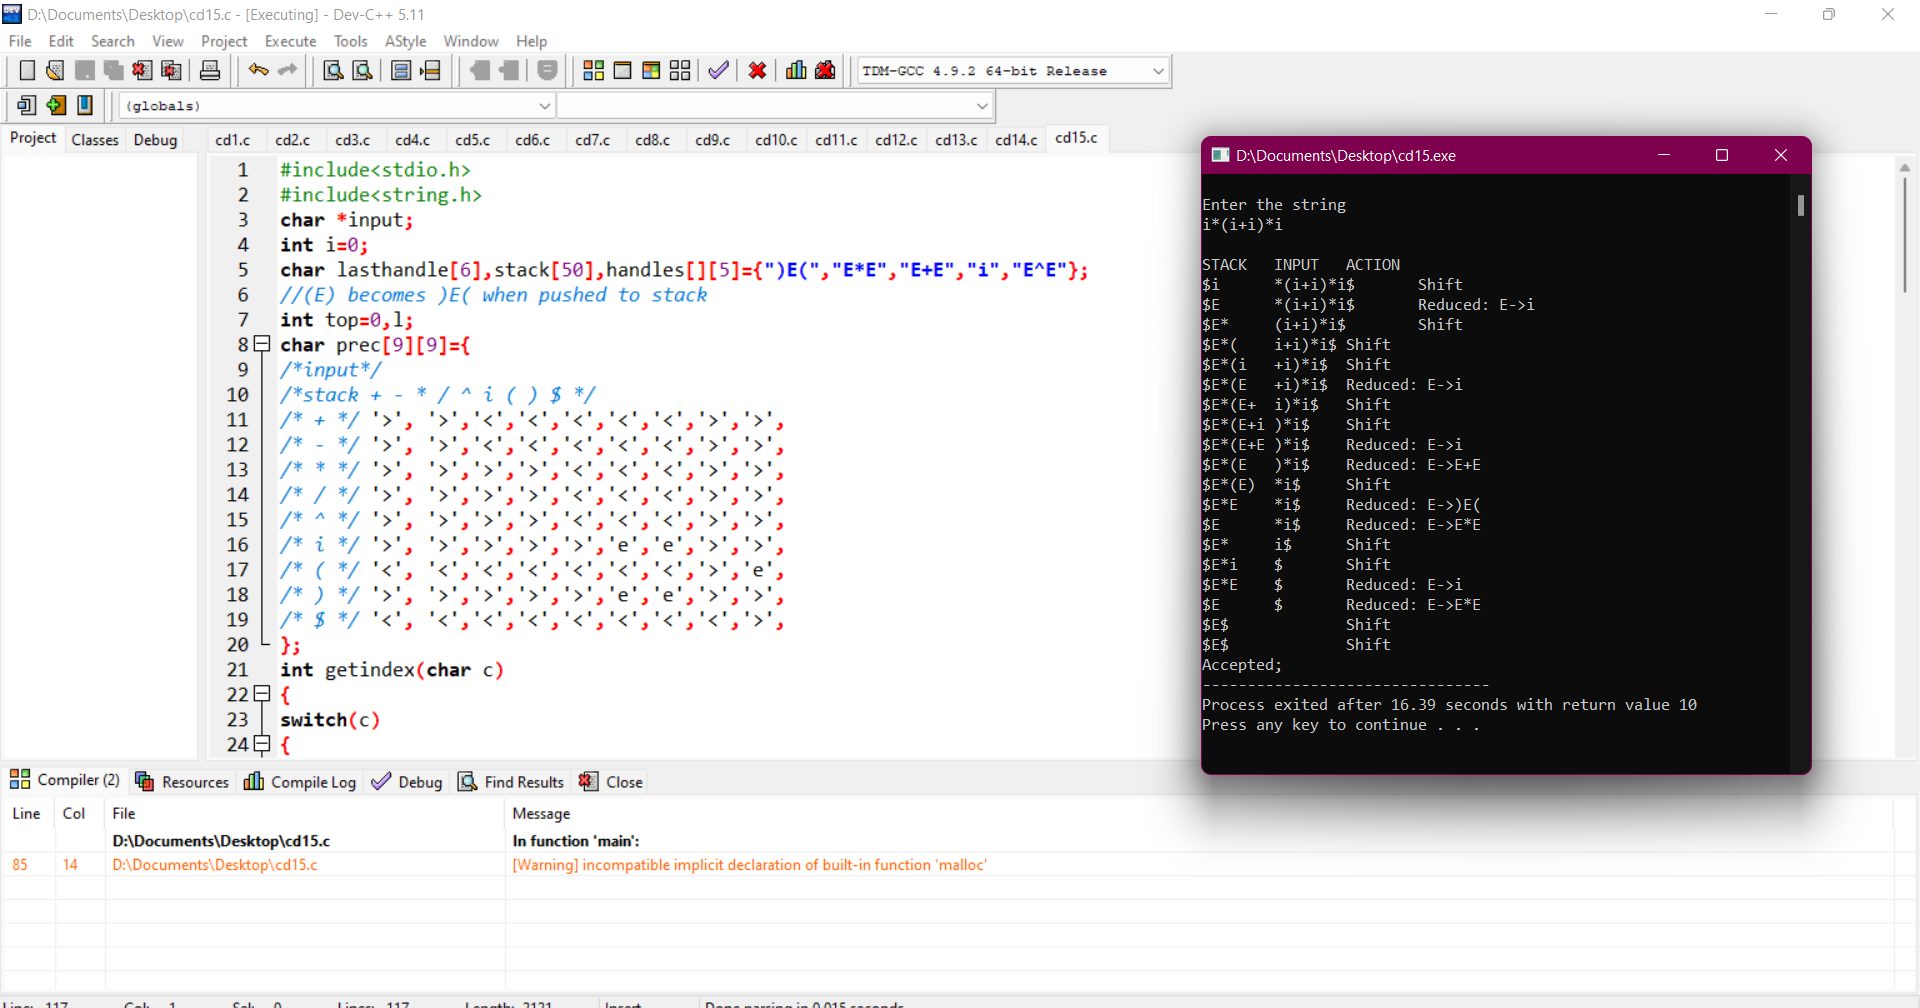 D:\Documents\Desktop\cd15.c - [Executing] - Dev-C++ 5.11
File Edit Search View Project Execute Tools AStyle Window Help
TDM-GCC 4.9.2 64-bit Release
(globals)
Project Classes Debug
cd1.c cd2.c cd3.c cd4.c cd5.c cd6.c cd7.c cd8.c cd9.c cd10.c cd11.c cd12.c cd13.c cd14.c cd15.c
1 #include<stdio.h>
2 #include<string.h>
3 char *input;
4 int i=0;
5 char lasthandle[6],stack[50],handles[][5]={")E(","E*E","E+E","i","E^E"};
6 //(E) becomes )E( when pushed to stack
7 int top=0,l;
8 char prec[9][9]={
9 /*input*/
10 /*stack + - * / ^ i ( ) $ */
11 /* + */ '>', '>','<','<','<','<','<','>','>',
12 /* - */ '>', '>','<','<','<','<','<','>','>',
13 /* * */ '>', '>','>','>','<','<','<','>','>',
14 /* / */ '>', '>','>','>','<','<','<','>','>',
15 /* ^ */ '>', '>','>','>','<','<','<','>','>',
16 /* i */ '>', '>','>','>','>','e','e','>','>',
17 /* ( */ '<', '<','<','<','<','<','<','>','e',
18 /* ) */ '>', '>','>','>','>','e','e','>','>',
19 /* $ */ '<', '<','<','<','<','<','<','<','>',
20 };
21 int getindex(char c)
22 {
23 switch(c)
24 {
D:\Documents\Desktop\cd15.exe
Enter the string
i*(i+i)*i
STACK INPUT ACTION
$i *(i+i)*i$ Shift
$E *(i+i)*i$ Reduced: E->i
$E* (i+i)*i$ Shift
$E*( i+i)*i$ Shift
$E*(i +i)*i$ Shift
$E*(E +i)*i$ Reduced: E->i
$E*(E+ i)*i$ Shift
$E*(E+i )*i$ Shift
$E*(E+E )*i$ Reduced: E->i
$E*(E )*i$ Reduced: E->E+E
$E*(E) *i$ Shift
$E*E *i$ Reduced: E->)E(
$E *i$ Reduced: E->E*E
$E* i$ Shift
$E*i $ Shift
$E*E $ Reduced: E->i
$E $ Reduced: E->E*E
$E$ Shift
$E$ Shift
Accepted;
--------------------------------
Process exited after 16.39 seconds with return value 10
Press any key to continue . . .
Compiler (2) Resources Compile Log Debug Find Results Close
Line Col File Message
D:\Documents\Desktop\cd15.c In function 'main':
85 14 D:\Documents\Desktop\cd15.c [Warning] incompatible implicit declaration of built-in function 'malloc'
Line: 117 Col: 1 Sel: 0 Lines: 117 Length: 2121 Insert Done parsing in 0.015 seconds